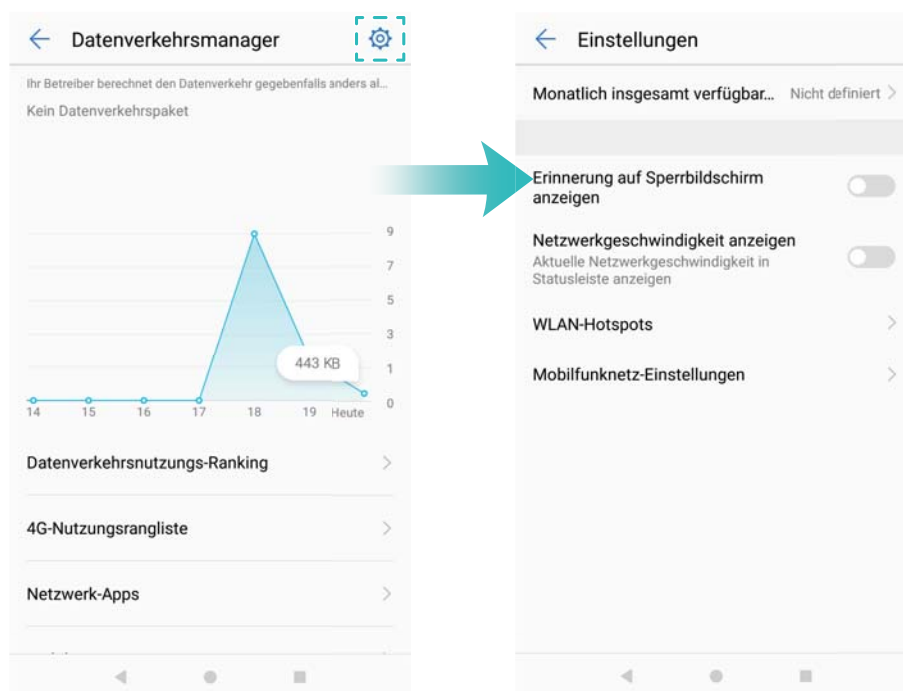 Datenverkehrsmanager
Ihr Betreiber berechnet den Datenverkehr gegebenfalls anders al...
Kein Datenverkehrspaket
9
7
5
3
443 KB
1
0
14 15 16 17 18 19 Heute
Datenverkehrsnutzungs-Ranking
4G-Nutzungsrangliste
Netzwerk-Apps
Einstellungen
Monatlich insgesamt verfügbar... Nicht definiert
Erinnerung auf Sperrbildschirm
anzeigen
Netzwerkgeschwindigkeit anzeigen
Aktuelle Netzwerkgeschwindigkeit in
Statusleiste anzeigen
WLAN-Hotspots
Mobilfunknetz-Einstellungen